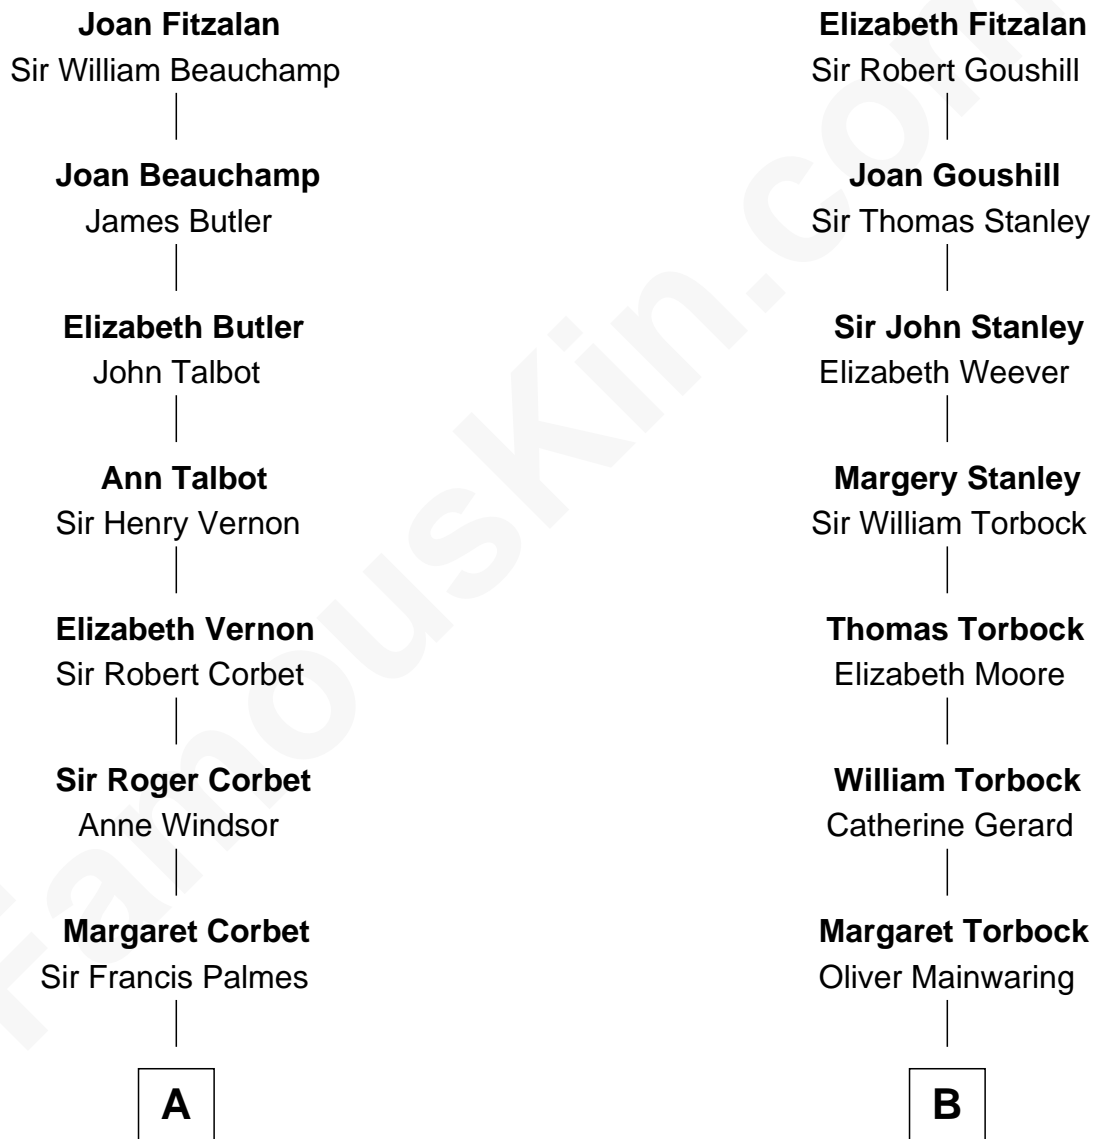 Joan Fitzalan
Sir William Beauchamp
Joan Beauchamp
James Butler
Elizabeth Butler
John Talbot
Ann Talbot
Sir Henry Vernon
Elizabeth Vernon
Sir Robert Corbet
Sir Roger Corbet
Anne Windsor
Margaret Corbet
Sir Francis Palmes
A
Elizabeth Fitzalan
Sir Robert Goushill
Joan Goushill
Sir Thomas Stanley
Sir John Stanley
Elizabeth Weever
Margery Stanley
Sir William Torbock
Thomas Torbock
Elizabeth Moore
William Torbock
Catherine Gerard
Margaret Torbock
Oliver Mainwaring
B
FamousKin.com